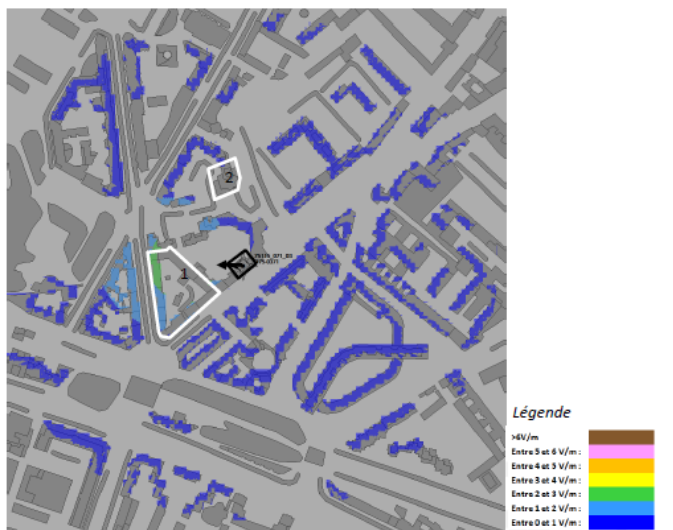 2
1
Légende
>6V/m
Entre 5 et 6 V/m :
Entre 4 et 5 V/m :
Entre 3 et 4 V/m :
Entre 2 et 3 V/m :
Entre 1 et 2 V/m :
Entre 0 et 1 V/m :